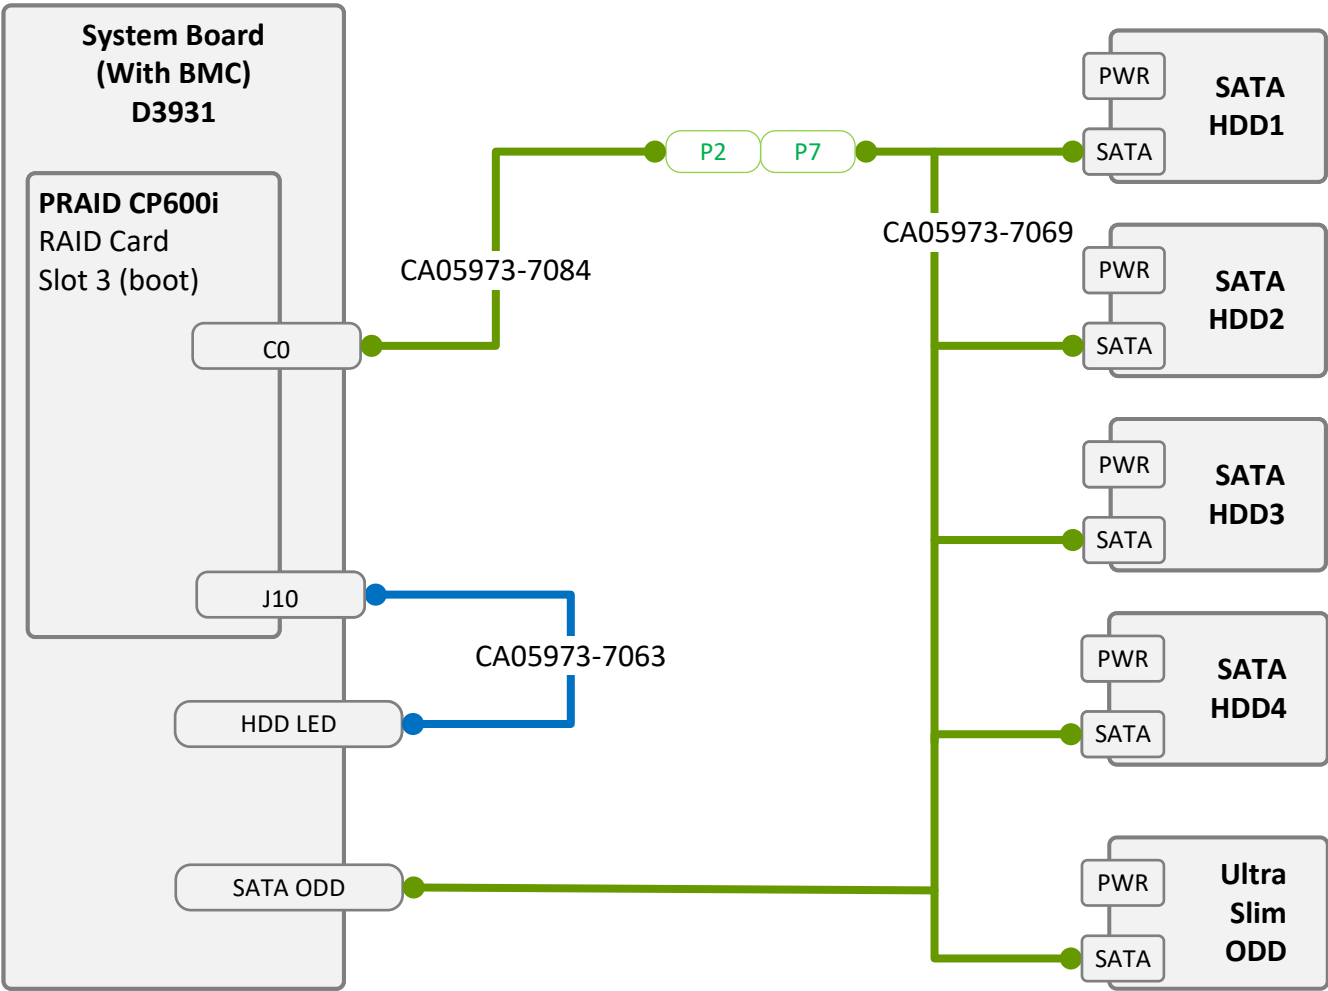 System Board
(With BMC)
D3931
PRAID CP600i
RAID Card
Slot 3 (boot)
C0
J10
HDD LED
SATA ODD
CA05973-7084
CA05973-7063
P2
P7
CA05973-7069
PWR
SATA
SATA
HDD1
PWR
SATA
SATA
HDD2
PWR
SATA
SATA
HDD3
PWR
SATA
SATA
HDD4
PWR
SATA
Ultra
Slim
ODD